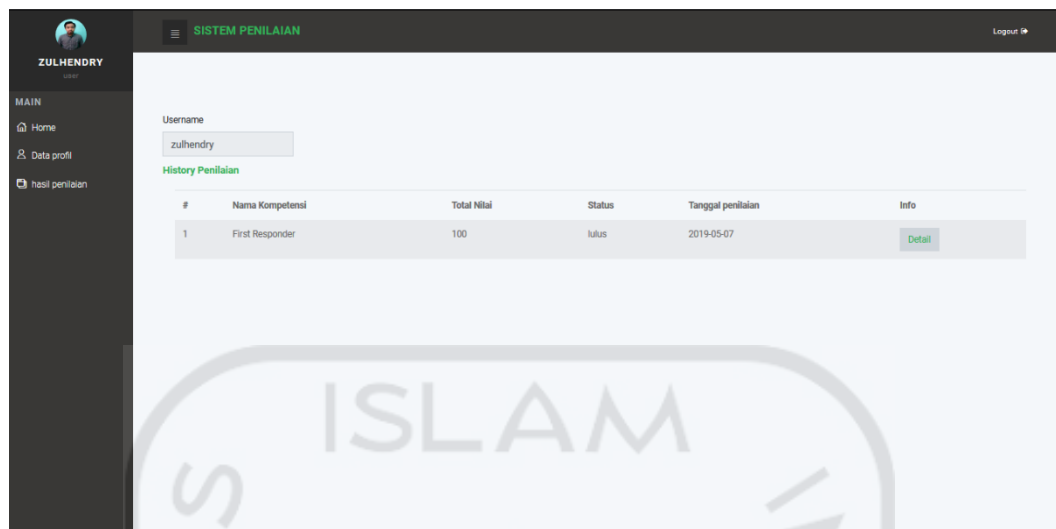 ZULHENDRY
USER
MAIN
Home
Data profil
hasil penilaian
SISTEM PENILAIAN
Logout
Username
zulhendry
History Penilaian
# Nama Kompetensi Total Nilai Status Tanggal penilaian Info
1 First Responder 100 lulus 2019-05-07 Detail
ISLAM
S